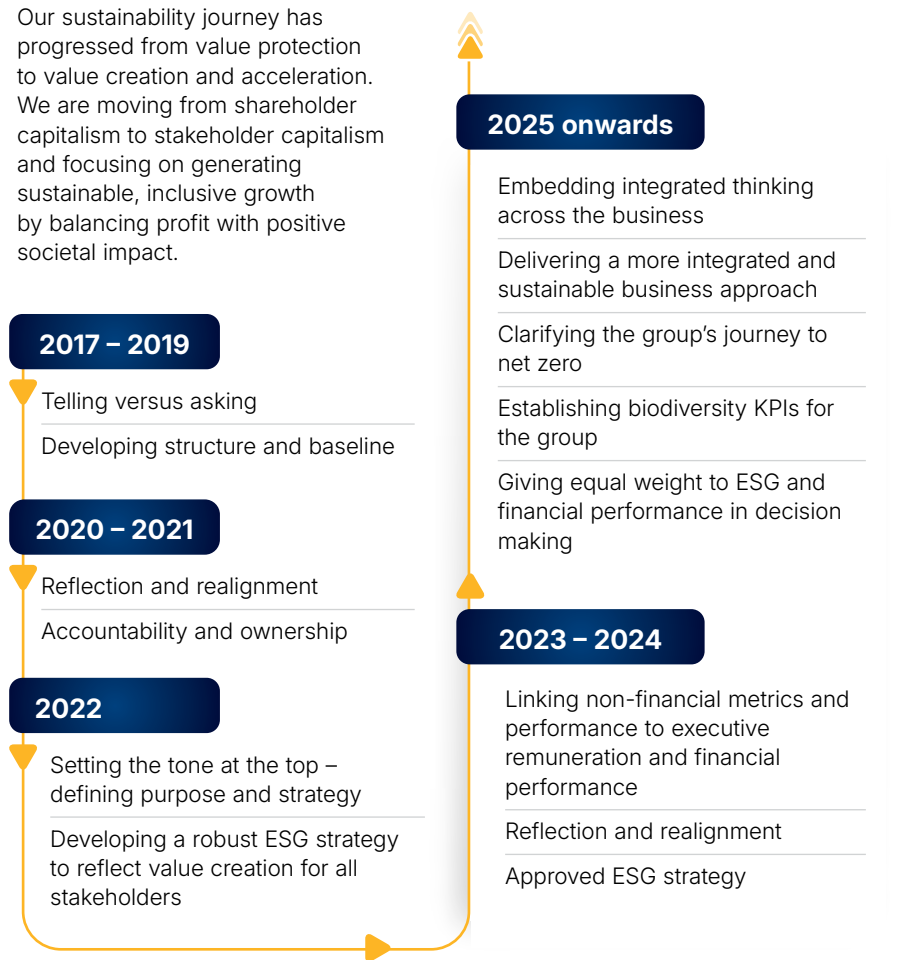 Our sustainability journey has
progressed from value protection
to value creation and acceleration.
We are moving from shareholder
capitalism to stakeholder capitalism
and focusing on generating
sustainable, inclusive growth
by balancing profit with positive
societal impact.
2017 – 2019
Telling versus asking
Developing structure and baseline
2020 – 2021
Reflection and realignment
Accountability and ownership
2022
Setting the tone at the top –
defining purpose and strategy
Developing a robust ESG strategy
to reflect value creation for all
stakeholders
2023 – 2024
Linking non-financial metrics and
performance to executive
remuneration and financial
performance
Reflection and realignment
Approved ESG strategy
2025 onwards
Embedding integrated thinking
across the business
Delivering a more integrated and
sustainable business approach
Clarifying the group’s journey to
net zero
Establishing biodiversity KPIs for
the group
Giving equal weight to ESG and
financial performance in decision
making